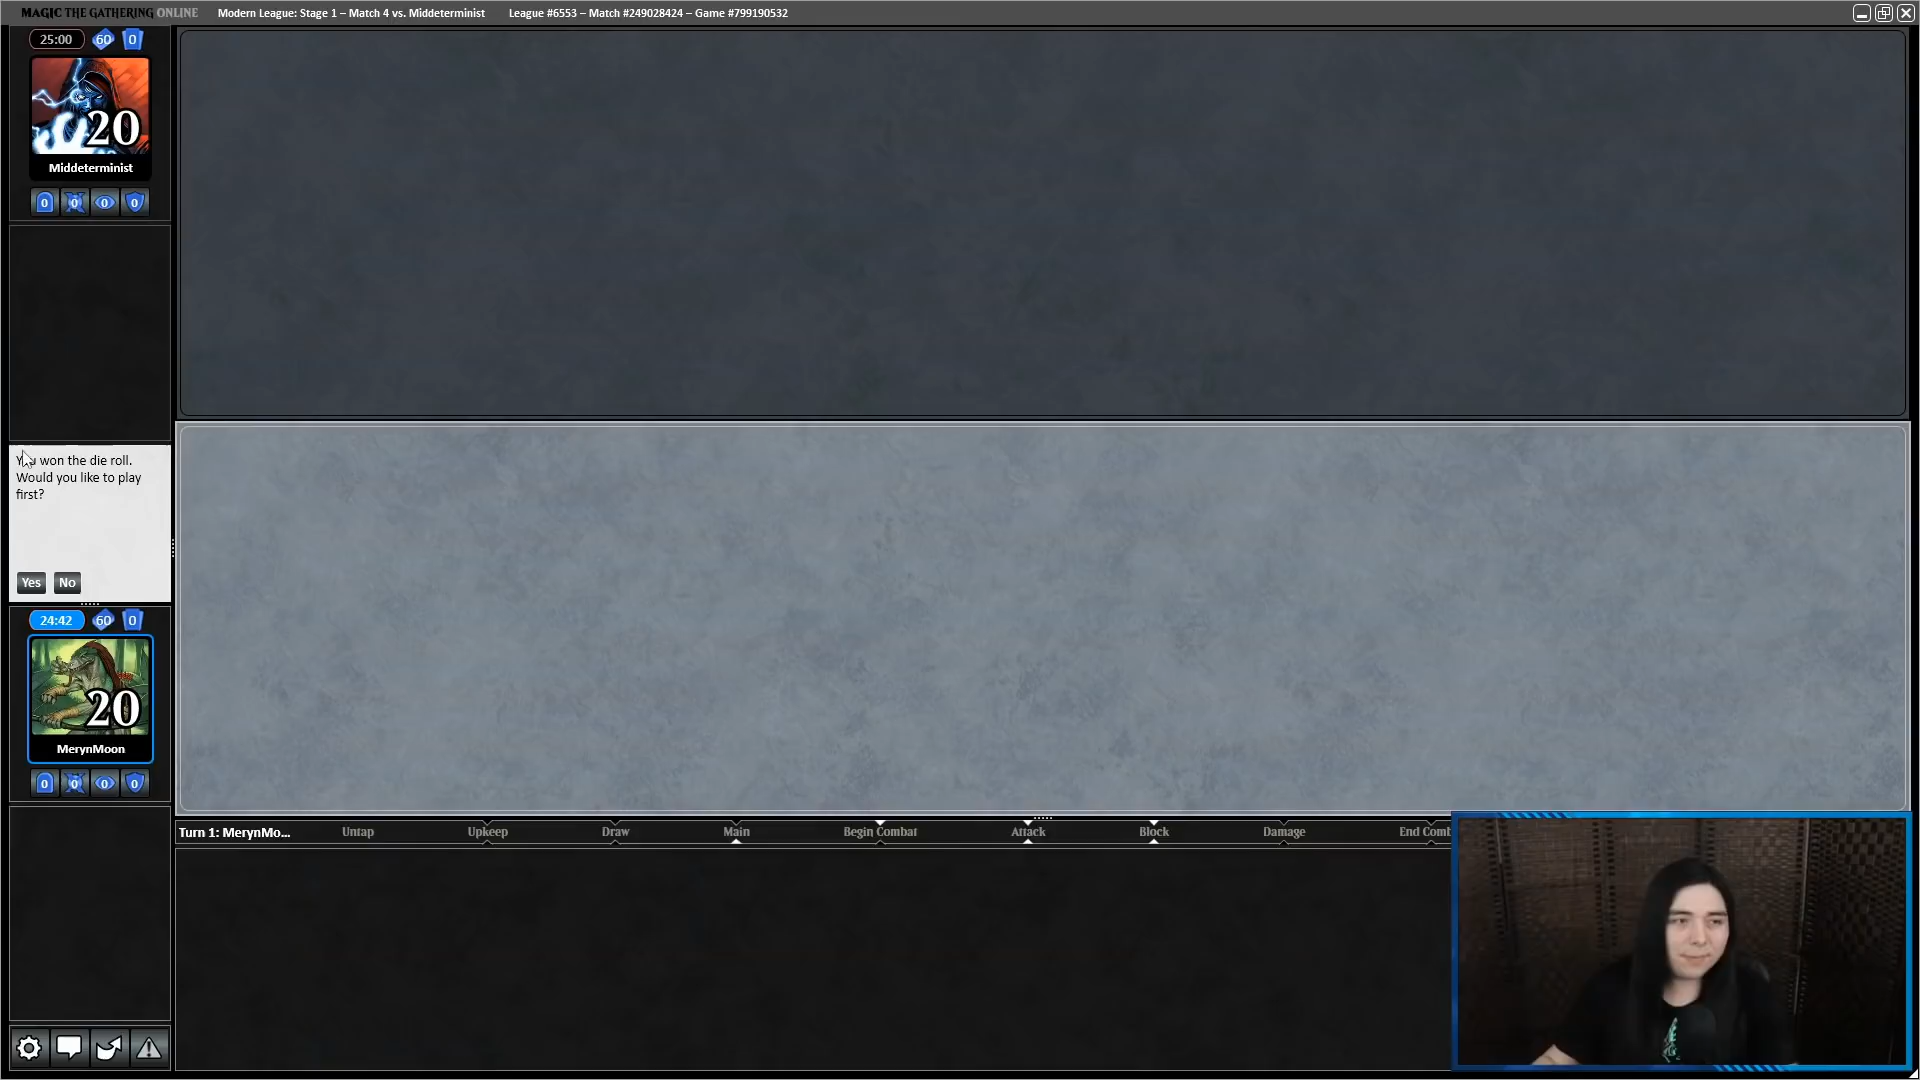 MAGIC THE GATHERING ONLINE
Modern League: Stage 1 – Match 4 vs. Middeterminist
League #6553 – Match #249028424 – Game #799190532
25:00
60
0
20
Middeterminist
0
0
0
0
You won the die roll.
Would you like to play
first?
Yes
No
24:42
60
0
20
MerynMoon
0
0
0
0
Turn 1: MerynMo...
Untap
Upkeep
Draw
Main
Begin Combat
Attack
Block
Damage
End Comb